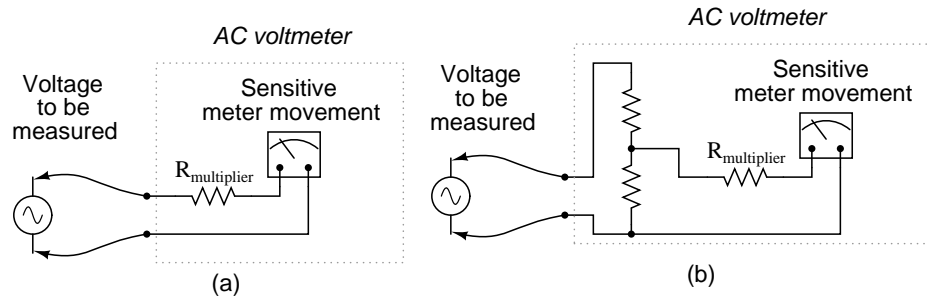 AC voltmeter
Voltage
to be
measured
Sensitive
meter movement
Rmultiplier
(a)
AC voltmeter
Voltage
to be
measured
Sensitive
meter movement
Rmultiplier
(b)